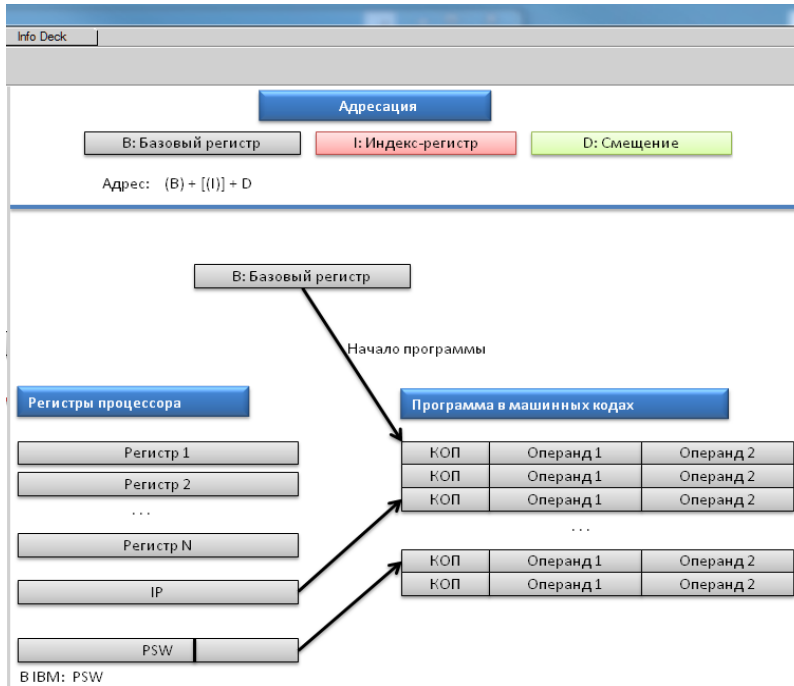 Info Deck
Адресация
В: Базовый регистр
I: Индекс-регистр
D: Смещение
Адрес: (В) + [(I)] + D
В: Базовый регистр
Начало программы
Регистры процессора
Программа в машинных кодах
Регистр 1
Регистр 2
...
Регистр N
IP
PSW
В IBM: PSW
КОП Операнд 1 Операнд 2
КОП Операнд 1 Операнд 2
КОП Операнд 1 Операнд 2
...
КОП Операнд 1 Операнд 2
КОП Операнд 1 Операнд 2